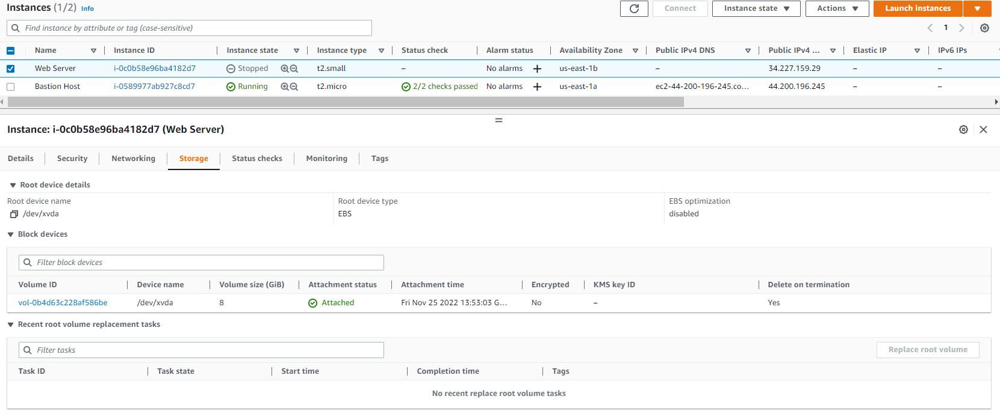 Instances (1/2) Info
Connect Instance state Actions Launch instances
Find instance by attribute or tag (case-sensitive) 1
Name Instance ID Instance state Instance type Status check Alarm status Availability Zone Public IPv4 DNS Public IPv4 ... Elastic IP IPv6 IPs
Web Server i-0c0b58e96ba4182d7 Stopped t2.small – No alarms + us-east-1b – 34.227.159.29 – –
Bastion Host i-0589977ab927c8cd7 Running t2.micro 2/2 checks passed No alarms + us-east-1a ec2-44-200-196-245.co... 44.200.196.245 – –
Instance: i-0c0b58e96ba4182d7 (Web Server)
Details Security Networking Storage Status checks Monitoring Tags
Root device details
Root device name Root device type EBS optimization
/dev/xvda EBS disabled
Block devices
Filter block devices
Volume ID Device name Volume size (GiB) Attachment status Attachment time Encrypted KMS key ID Delete on termination
vol-0b4d63c228af586be /dev/xvda 8 Attached Fri Nov 25 2022 13:53:03 G... No – Yes
Recent root volume replacement tasks
Filter tasks Replace root volume
Task ID Task state Start time Completion time Tags
No recent replace root volume tasks